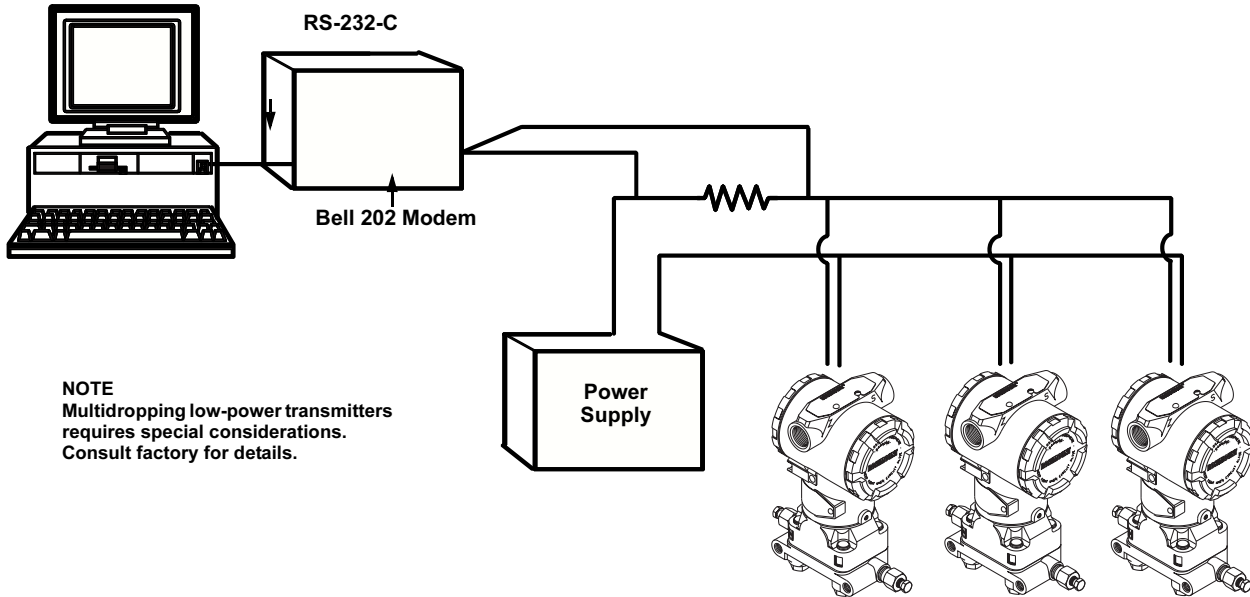 RS-232-C
Bell 202 Modem
Power
Supply
NOTE
Multidropping low-power transmitters
requires special considerations.
Consult factory for details.